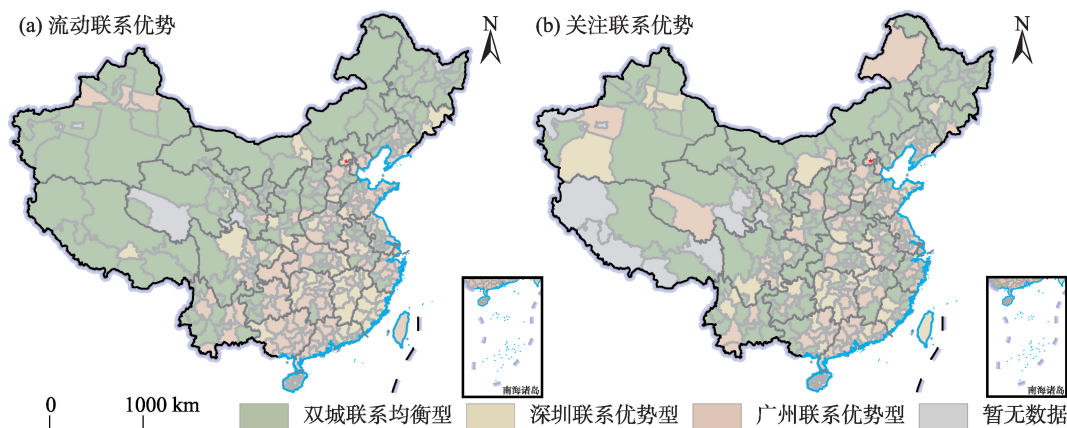 (a) 流动联系优势
N
(b) 关注联系优势
N
南海诸岛
南海诸岛
0 1000 km
双城联系均衡型 深圳联系优势型 广州联系优势型 暂无数据